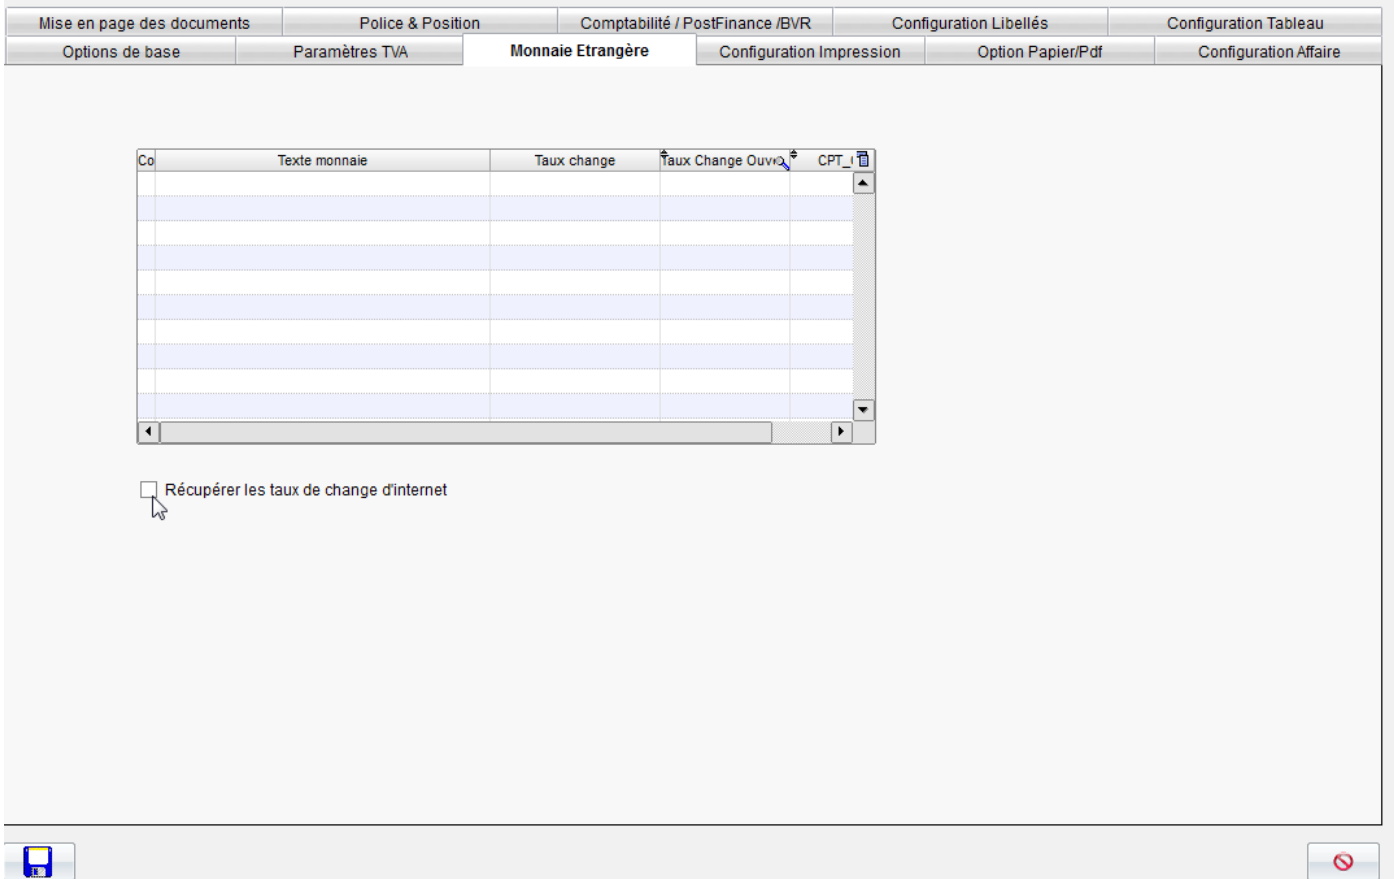 Mise en page des documents Police & Position Comptabilité / PostFinance /BVR Configuration Libellés Configuration Tableau
Options de base Paramètres TVA Monnaie Etrangère Configuration Impression Option Papier/Pdf Configuration Affaire
Co Texte monnaie Taux change Taux Change Ouv CPT_
Récupérer les taux de change d'internet